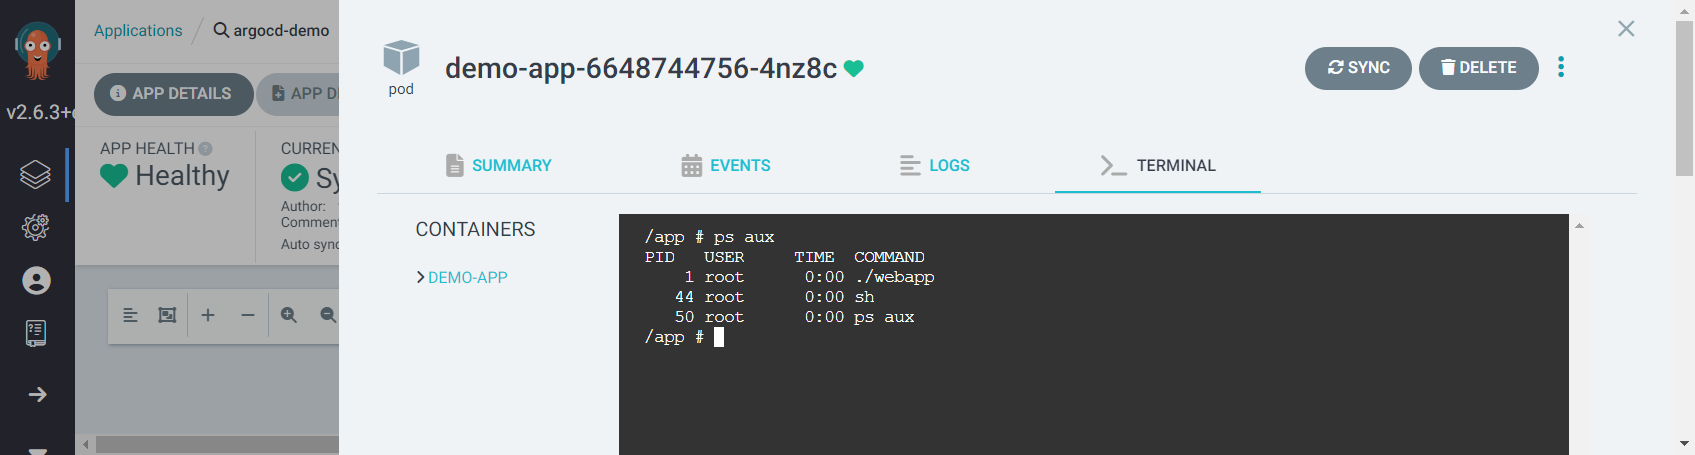 v2.6.3+
Applications
argocd-demo
APP DETAILS
APP D
APP HEALTH ?
Healthy
CURREN
Sy
Author:
Commen
Auto sync
pod
demo-app-6648744756-4nz8c
SYNC
DELETE
SUMMARY
EVENTS
LOGS
TERMINAL
CONTAINERS
DEMO-APP
/app # ps aux
PID   USER     TIME  COMMAND
    1 root      0:00 ./webapp
   44 root      0:00 sh
   50 root      0:00 ps aux
/app #